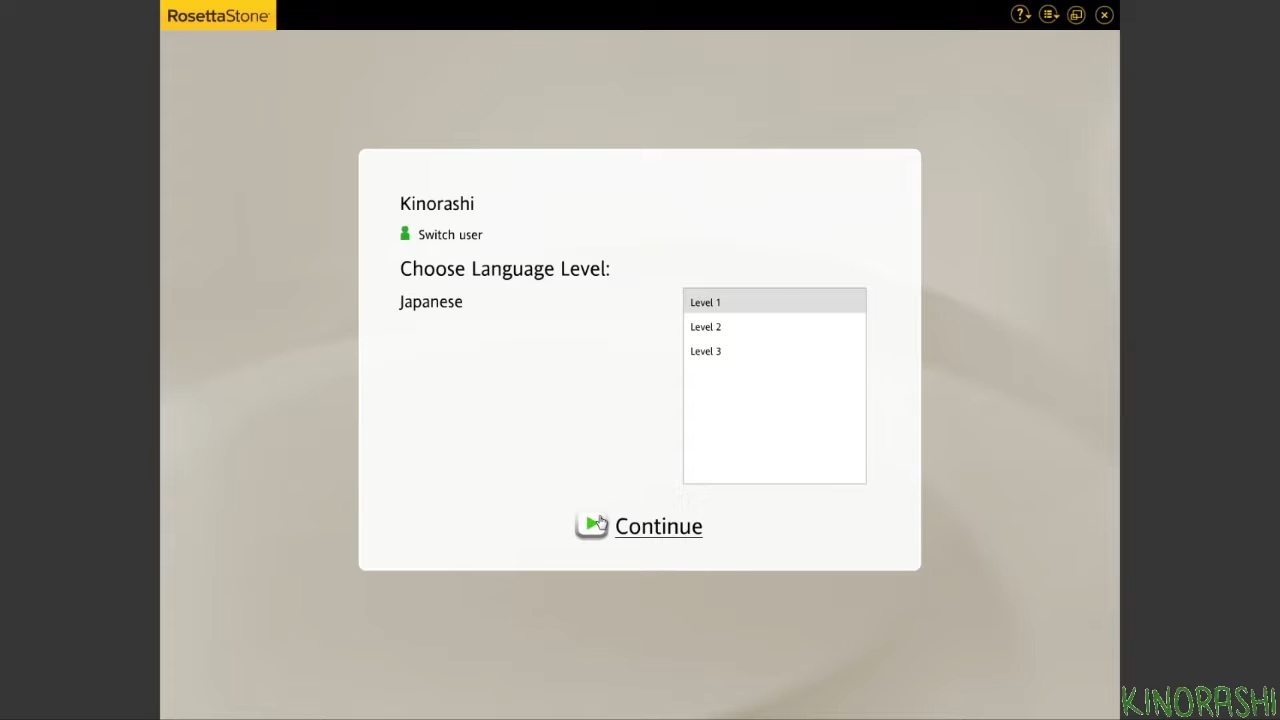 RosettaStone
?
Kinorashi
Switch user
Choose Language Level:
Japanese
Level 1
Level 2
Level 3
Continue
KINORASHI